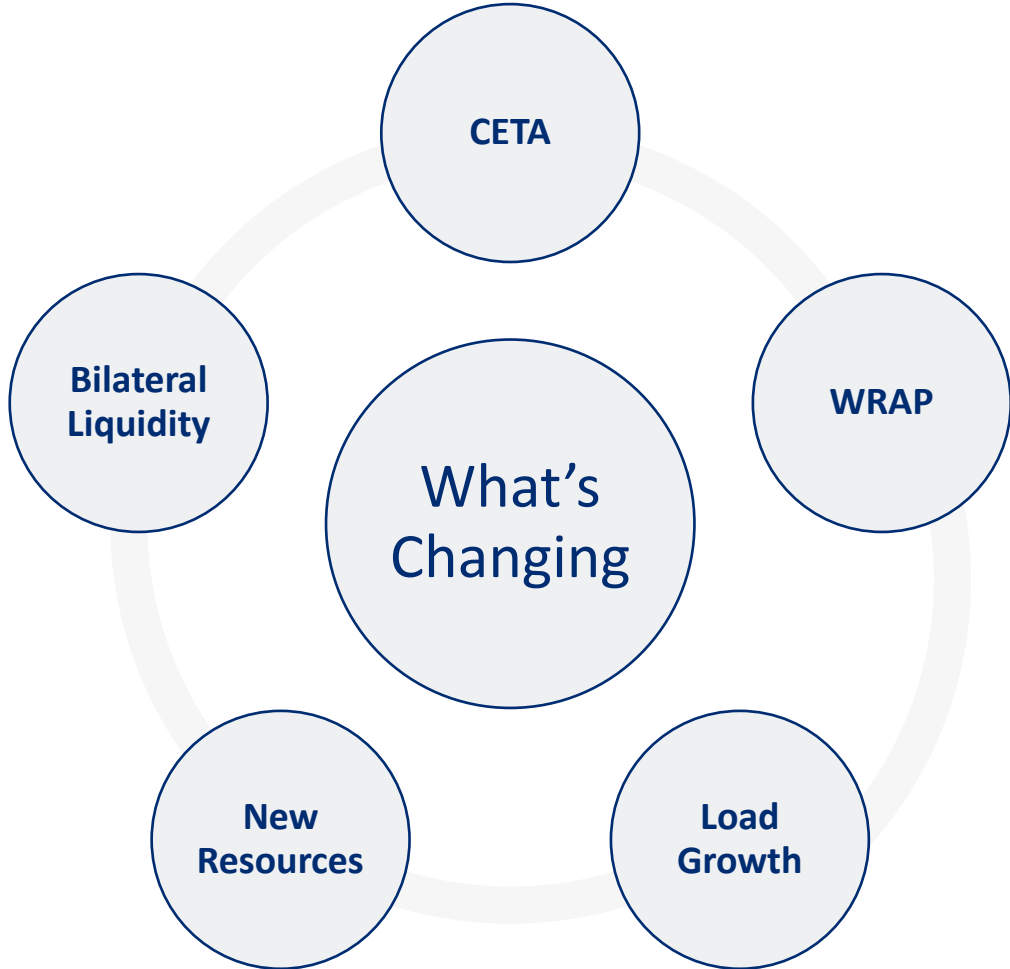 CETA
WRAP
Load
Growth
New
Resources
Bilateral
Liquidity
What’s
Changing